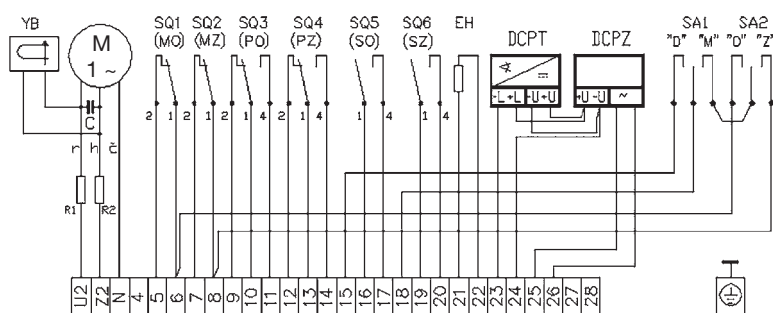 YB
M
1 ~
SQ1 SQ2 SQ3 SQ4 SQ5 SQ6 EH DCPT DCPZ SA1 SA2
(MO) (MZ) (PO) (PZ) (SO) (SZ)
"D" "M" "O" "Z"
-L +L -U +U +U -U ~
C
2 1 2 1 2 1 4 2 1 4 1 4 1 4
r h č
R1 R2
U2 Z2 N 4 5 6 7 8 9 10 11 12 13 14 15 16 17 18 19 20 21 22 23 24 25 26 27 28